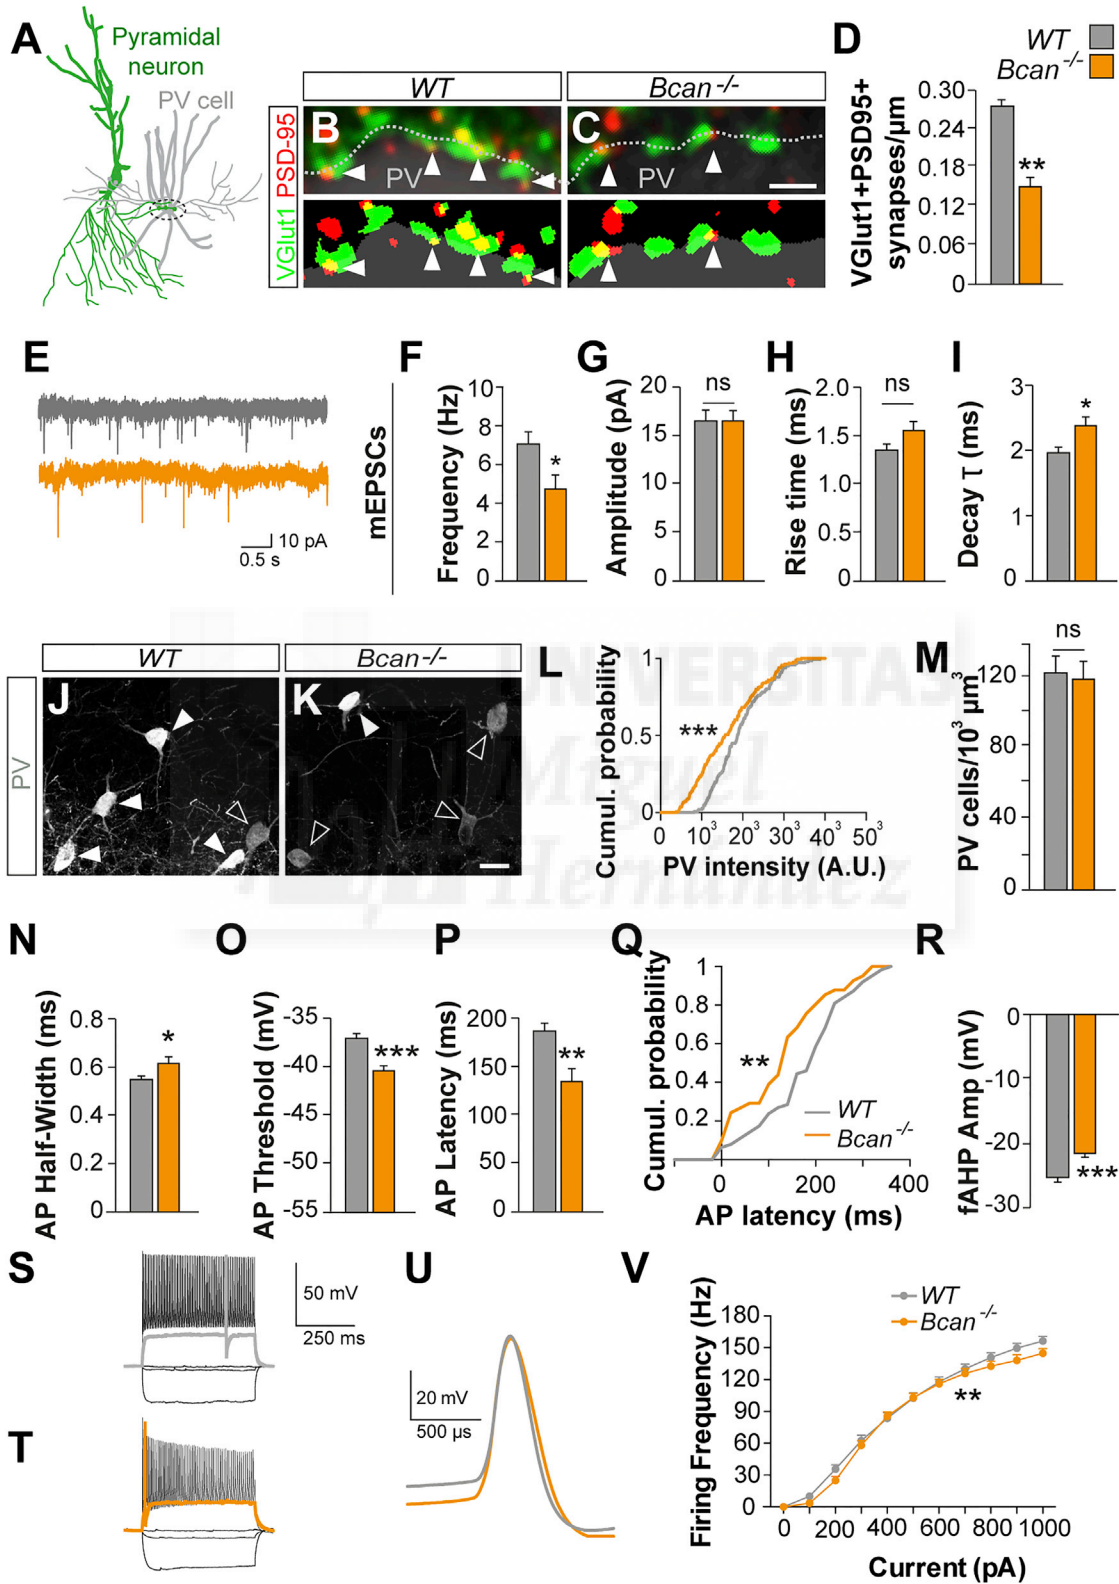 A
Pyramidal
neuron
PV cell
VGlut1 PSD-95
WT
Bcan -/-
B
PV
C
PV
D
WT
Bcan -/-
VGlut1+PSD95+
synapses/µm
0.30
0.24
0.18
0.12
0.06
0
**
E
10 pA
0.5 s
mEPSCs
F
Frequency (Hz)
10
8
6
4
2
0
*
G
Amplitude (pA)
20
15
10
5
0
ns
H
Rise time (ms)
2.0
1.5
1.0
0.5
0
ns
I
Decay τ (ms)
3
2
1
0
*
PV
WT
Bcan-/-
J
K
L
Cumul. probability
1
0.5
0
***
0 10³ 20³ 30³ 40³ 50³
PV intensity (A.U.)
M
PV cells/10³ µm³
120
80
40
0
ns
UNIVERSITAS
Miguel
Hernández
N
AP Half-Width (ms)
0.8
0.6
0.4
0.2
0
*
O
AP Threshold (mV)
-35
-40
-45
-50
-55
***
P
AP Latency (ms)
200
150
100
50
0
**
Q
Cumul. probability
1
0.8
0.6
0.4
0.2
**
WT
Bcan -/-
0 200 400
AP latency (ms)
R
fAHP Amp (mV)
0
-10
-20
-30
***
S
50 mV
250 ms
T
U
20 mV
500 µs
V
Firing Frequency (Hz)
180
150
120
90
60
30
0
WT
Bcan -/-
**
0 200 400 600 800 1000
Current (pA)